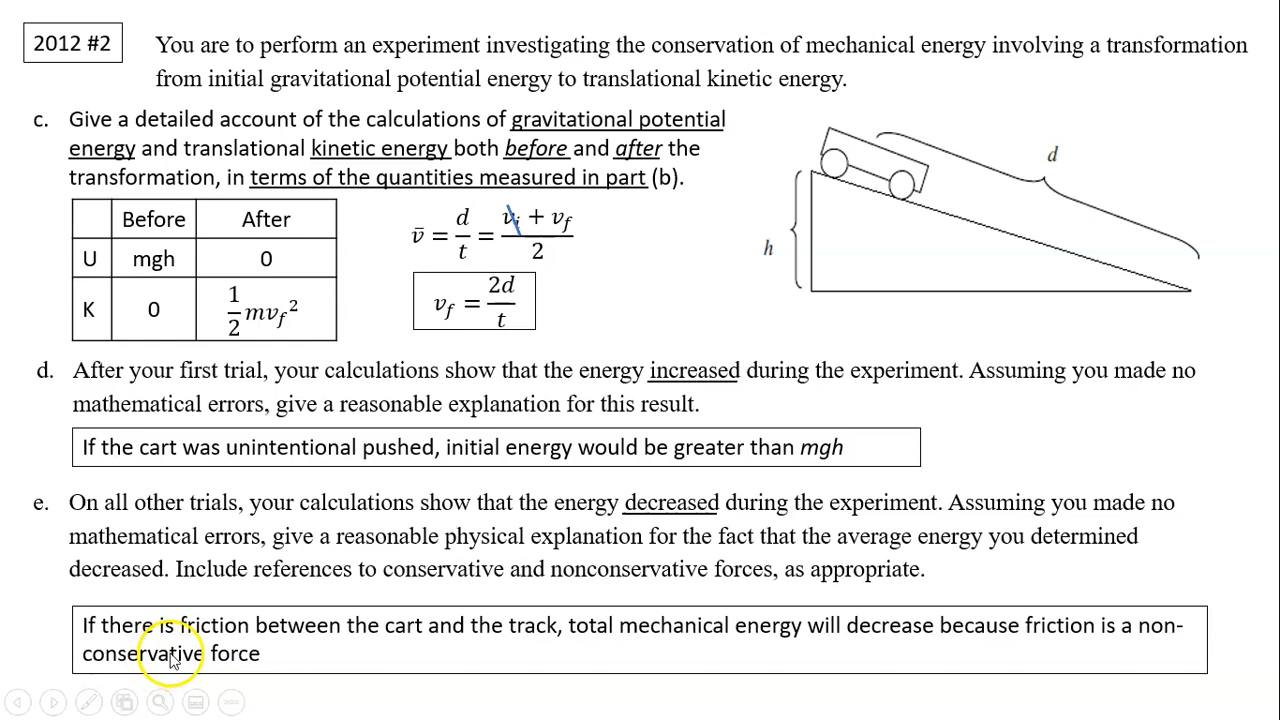 2012 #2
You are to perform an experiment investigating the conservation of mechanical energy involving a transformation
from initial gravitational potential energy to translational kinetic energy.
c. Give a detailed account of the calculations of gravitational potential
energy and translational kinetic energy both before and after the
transformation, in terms of the quantities measured in part (b).
Before After
U mgh 0
K 0 1/2 mv_f²
v̄ = d/t = (v_i + v_f)/2
v_f = 2d/t
d
h
d. After your first trial, your calculations show that the energy increased during the experiment. Assuming you made no
mathematical errors, give a reasonable explanation for this result.
If the cart was unintentional pushed, initial energy would be greater than mgh
e. On all other trials, your calculations show that the energy decreased during the experiment. Assuming you made no
mathematical errors, give a reasonable physical explanation for the fact that the average energy you determined
decreased. Include references to conservative and nonconservative forces, as appropriate.
If there is friction between the cart and the track, total mechanical energy will decrease because friction is a non-
conservative force